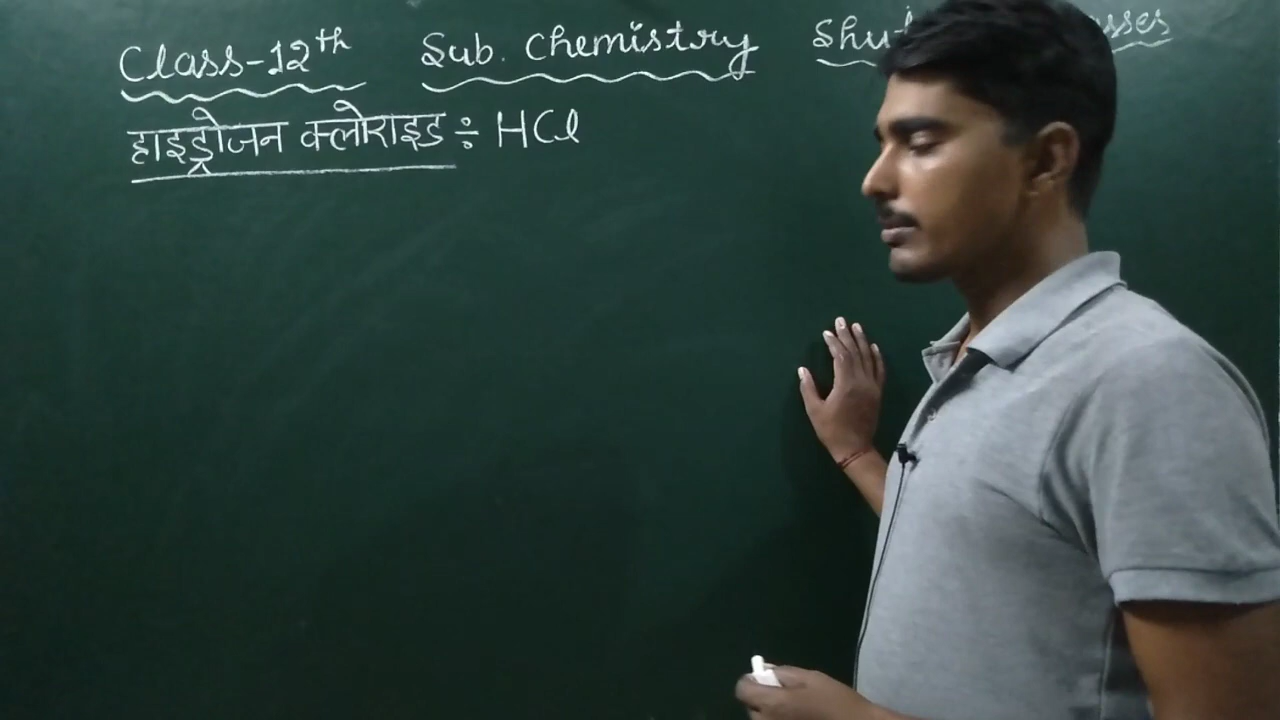 Class-12th Sub. Chemistry
हाइड्रोजन क्लोराइड ÷ HCl